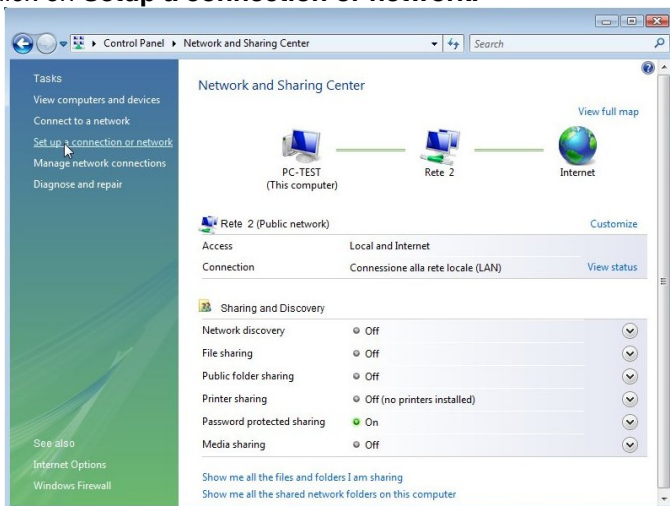 on Setup a connection or network.
Control Panel
Network and Sharing Center
Search
Tasks
View computers and devices
Connect to a network
Set up a connection or network
Manage network connections
Diagnose and repair
See also
Internet Options
Windows Firewall
Network and Sharing Center
View full map
PC-TEST
(This computer)
Rete 2
Internet
Rete 2 (Public network)
Customize
Access
Local and Internet
Connection
Connessione alla rete locale (LAN)
View status
Sharing and Discovery
Network discovery
Off
File sharing
Off
Public folder sharing
Off
Printer sharing
Off (no printers installed)
Password protected sharing
On
Media sharing
Off
Show me all the files and folders I am sharing
Show me all the shared network folders on this computer